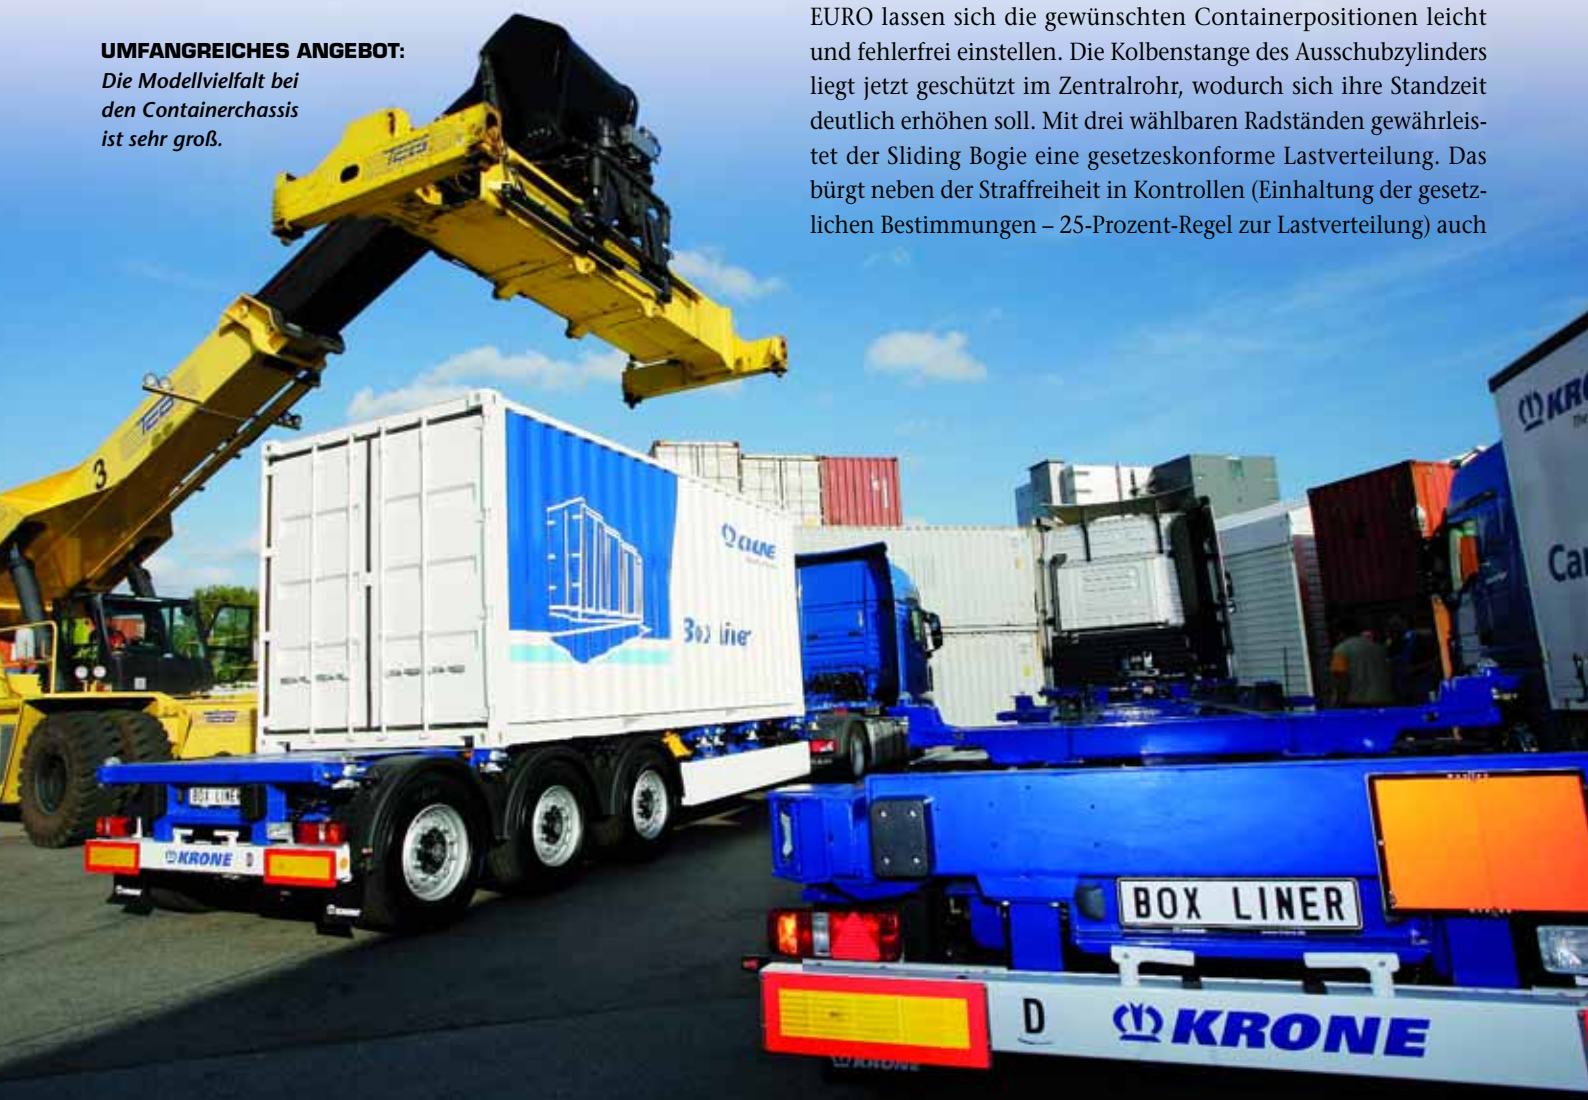 UMFANGREICHES ANGEBOT:
Die Modellvielfalt bei
den Containerchassis
ist sehr groß.
EURO lassen sich die gewünschten Containerpositionen leicht
und fehlerfrei einstellen. Die Kolbenstange des Ausschubzylinders
liegt jetzt geschützt im Zentralrohr, wodurch sich ihre Standzeit
deutlich erhöhen soll. Mit drei wählbaren Radständen gewährleis-
tet der Sliding Bogie eine gesetzeskonforme Lastverteilung. Das
bürgt neben der Straffreiheit in Kontrollen (Einhaltung der gesetz-
lichen Bestimmungen – 25-Prozent-Regel zur Lastverteilung) auch
3
BOX LINER
KRONE D
BOX LINER
D KRONE